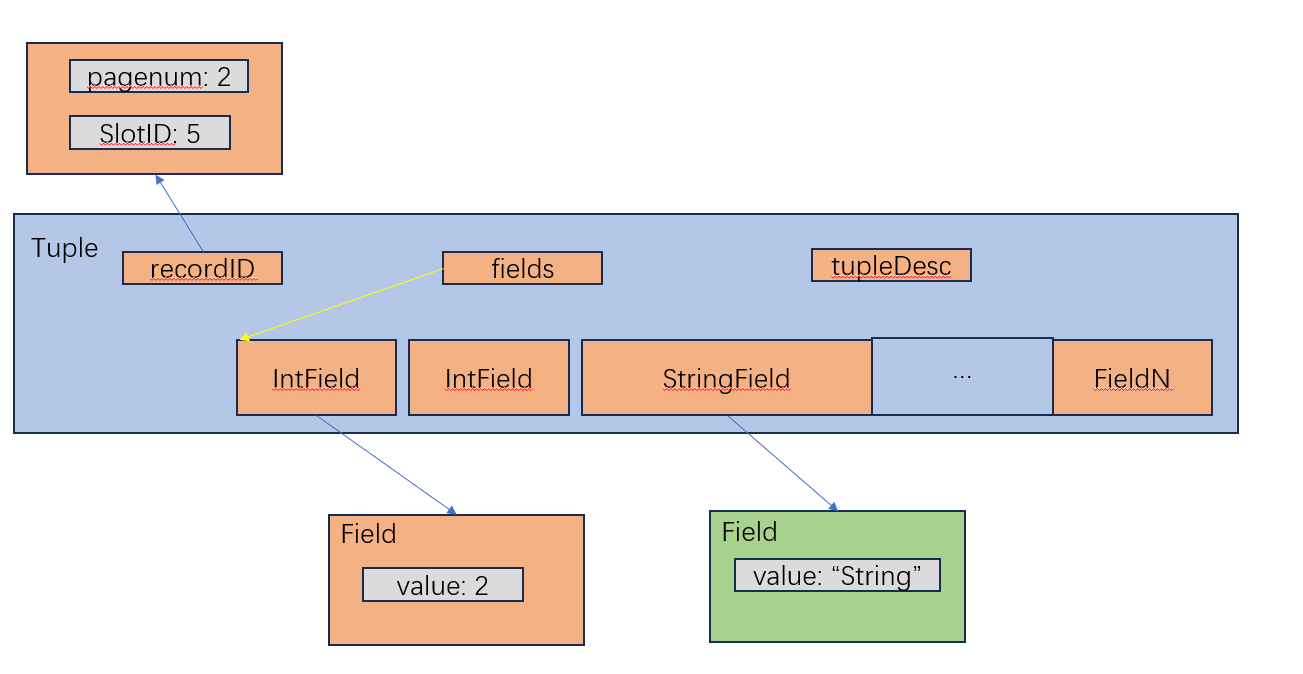 pagenum: 2
SlotID: 5
Tuple
recordID
fields
tupleDesc
IntField
IntField
StringField
...
FieldN
Field
value: 2
Field
value: “String”